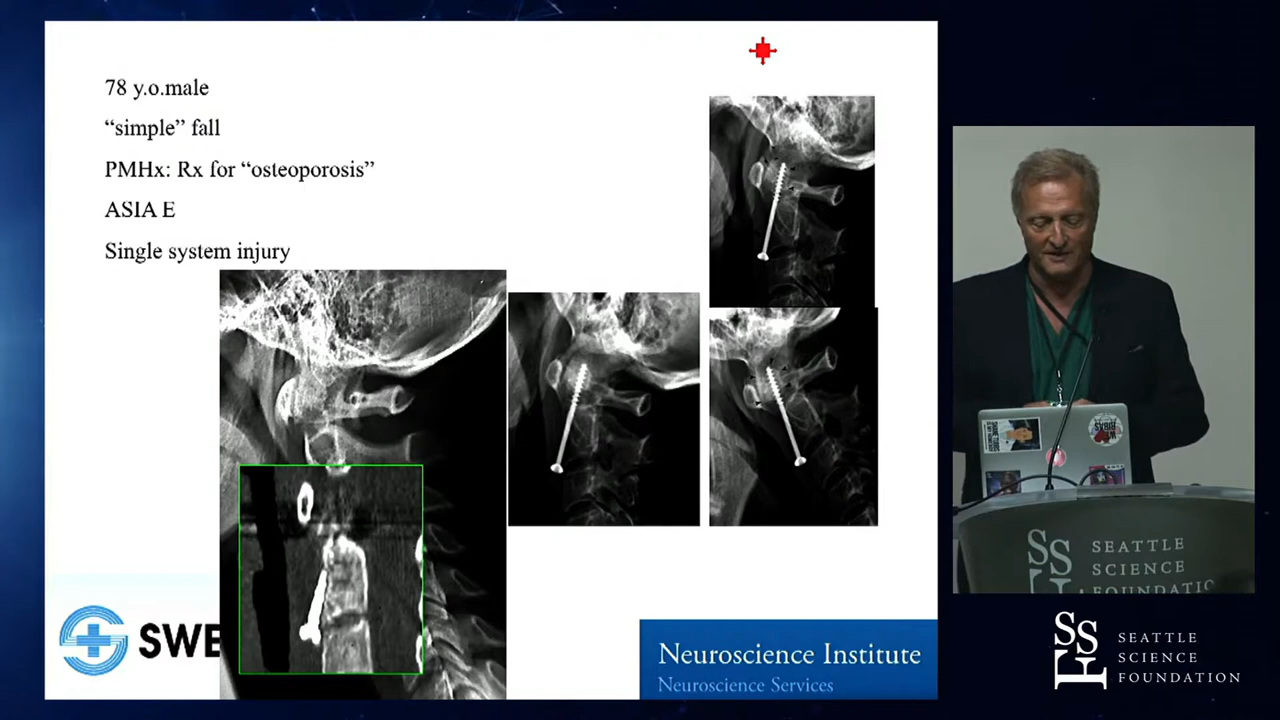 78 y.o.male
“simple” fall
PMHx: Rx for “osteoporosis”
ASIA E
Single system injury
SWE
Neuroscience Institute
Neuroscience Services
SEATTLE
SCIENCE
FOUNDATIO
SEATTLE
SCIENCE
FOUNDATION